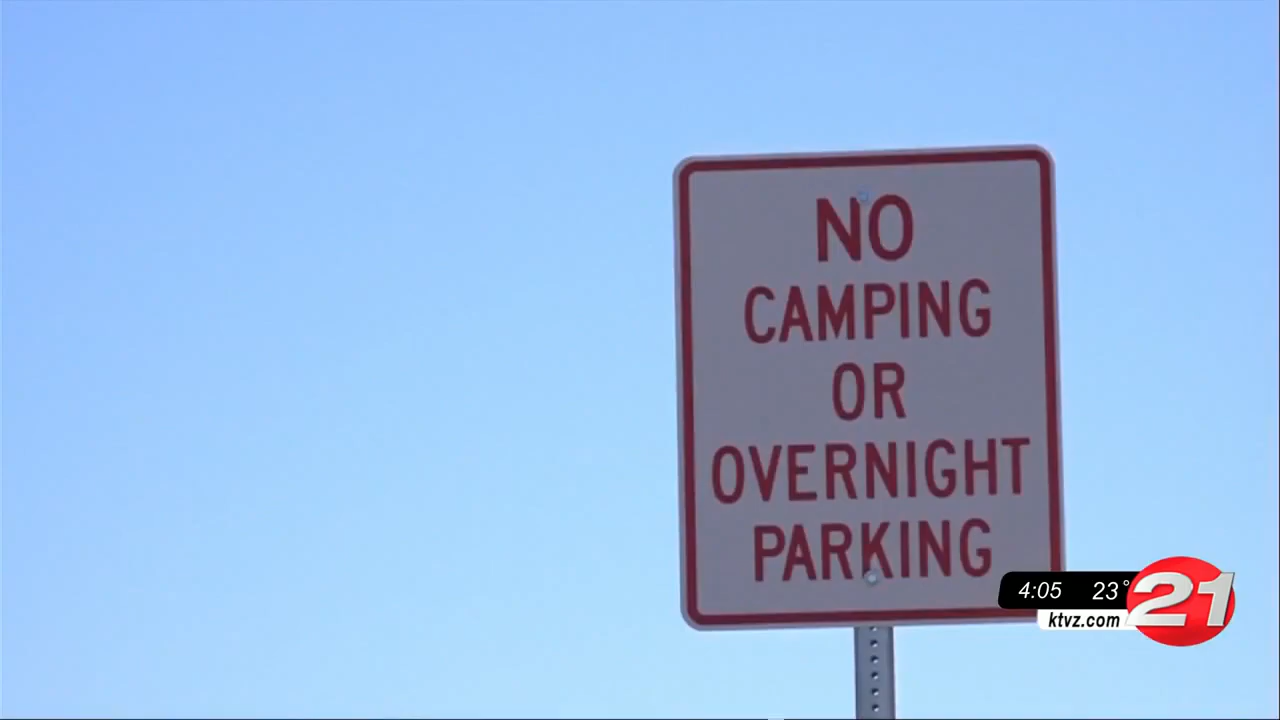 NO
CAMPING
OR
OVERNIGHT
PARKING
4:05 23°
ktvz.com
21